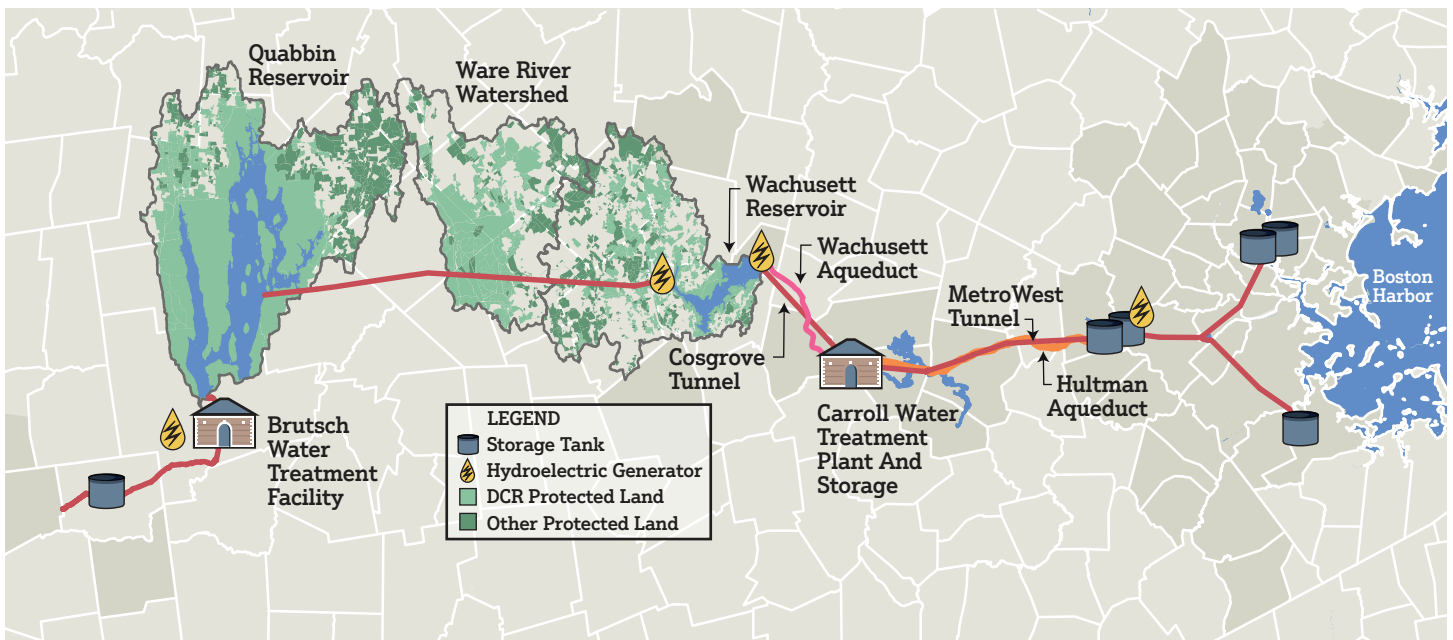 Quabbin
Reservoir
Ware River
Watershed
Wachusett
Reservoir
Wachusett
Aqueduct
MetroWest
Tunnel
Boston
Harbor
Cosgrove
Tunnel
Hultman
Aqueduct
Carroll Water
Treatment
Plant And
Storage
Brutsch
Water
Treatment
Facility
LEGEND
Storage Tank
Hydroelectric Generator
DCR Protected Land
Other Protected Land